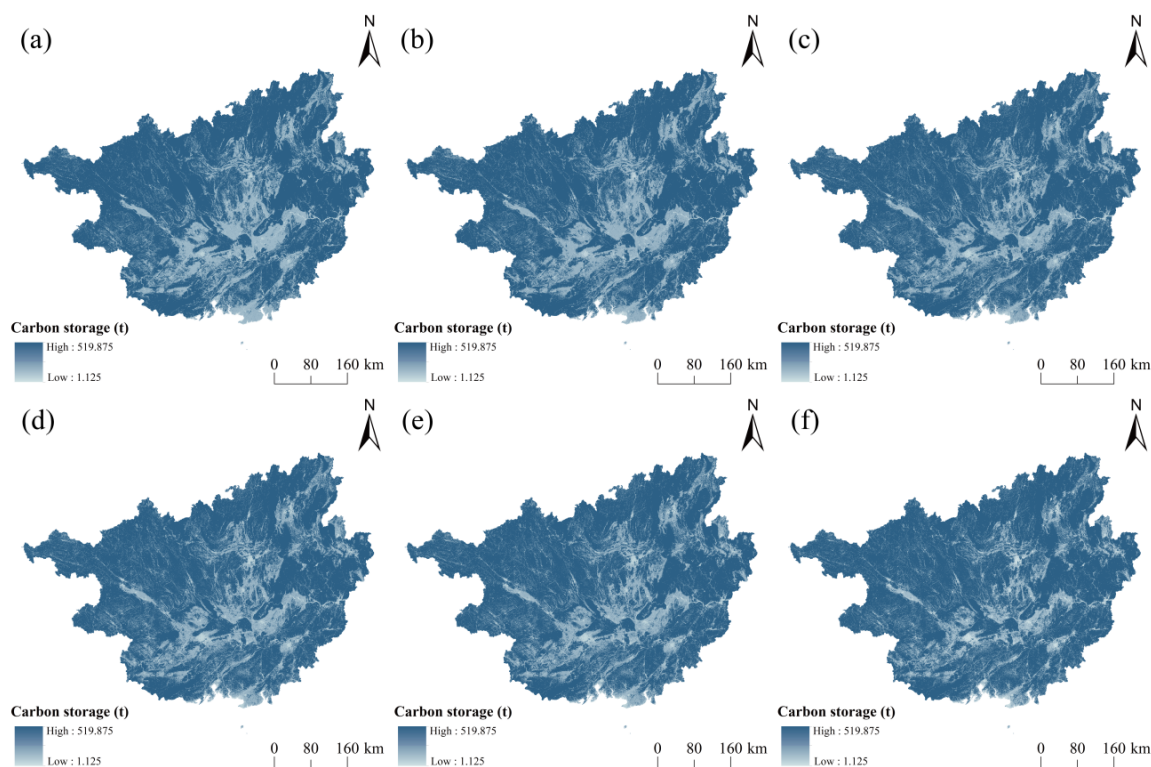 (a) N
Carbon storage (t)
High : 519.875
Low : 1.125
0 80 160 km
(b) N
Carbon storage (t)
High : 519.875
Low : 1.125
0 80 160 km
(c) N
Carbon storage (t)
High : 519.875
Low : 1.125
0 80 160 km
(d) N
Carbon storage (t)
High : 519.875
Low : 1.125
0 80 160 km
(e) N
Carbon storage (t)
High : 519.875
Low : 1.125
0 80 160 km
(f) N
Carbon storage (t)
High : 519.875
Low : 1.125
0 80 160 km